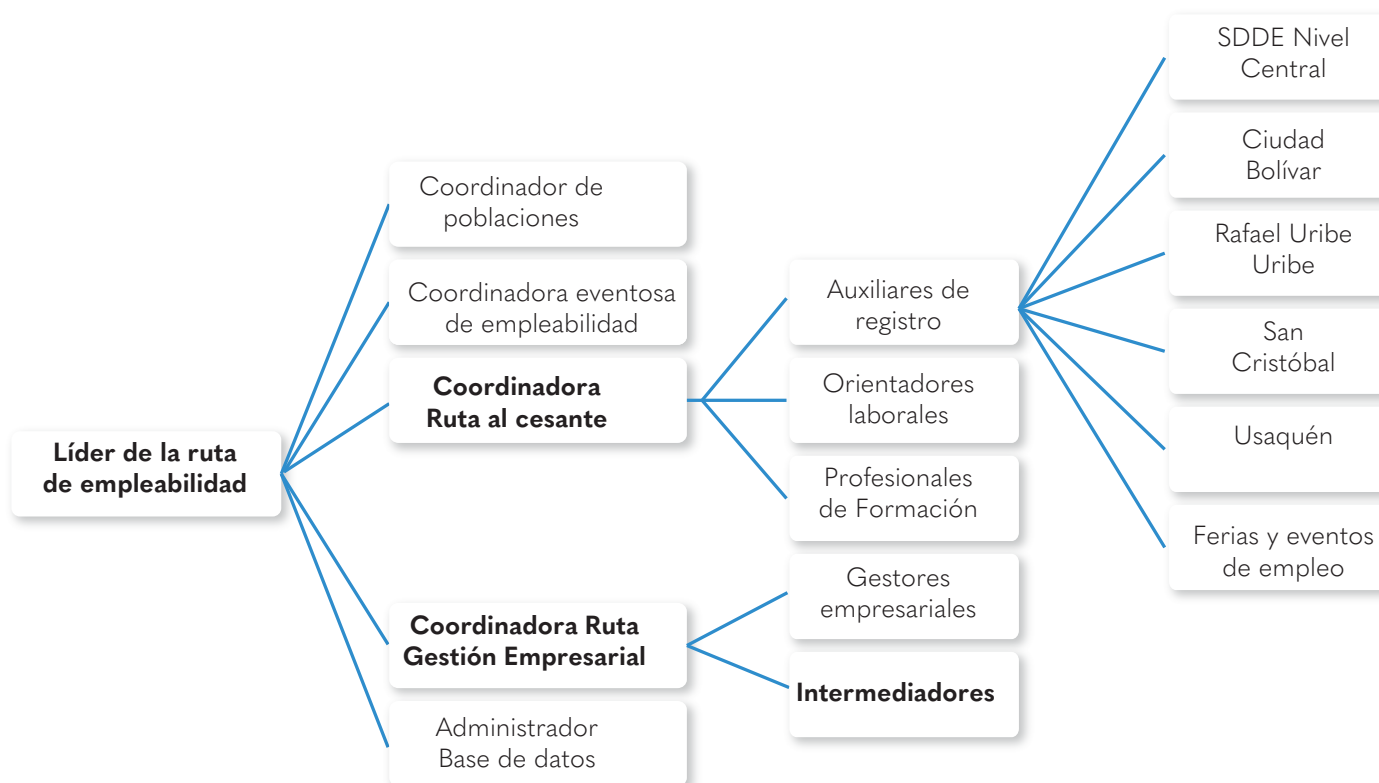 Líder de la ruta
de empleabilidad
Coordinador de
poblaciones
Coordinadora eventosa
de empleabilidad
Coordinadora
Ruta al cesante
Coordinadora Ruta
Gestión Empresarial
Administrador
Base de datos
Auxiliares de
registro
Orientadores
laborales
Profesionales
de Formación
Gestores
empresariales
Intermediadores
SDDE Nivel
Central
Ciudad
Bolívar
Rafael Uribe
Uribe
San
Cristóbal
Usaquén
Ferias y eventos
de empleo